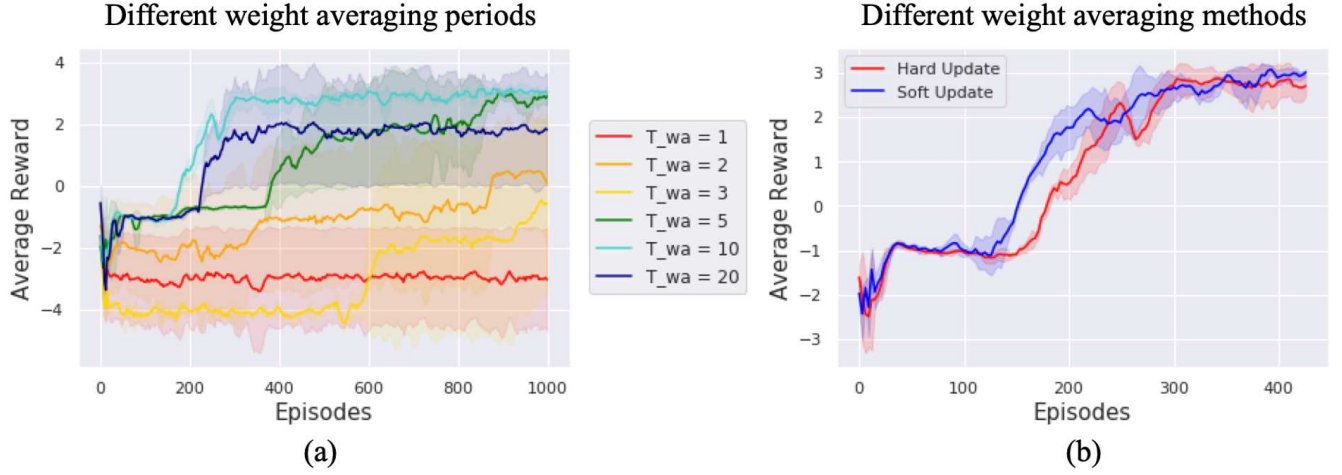 Different weight averaging periods
4
2
0
−2
−4
Average Reward
0 200 400 600 800 1000
Episodes
T_wa = 1
T_wa = 2
T_wa = 3
T_wa = 5
T_wa = 10
T_wa = 20
(a)
Different weight averaging methods
Hard Update
Soft Update
3
2
1
0
−1
−2
−3
Average Reward
0 100 200 300 400
Episodes
(b)